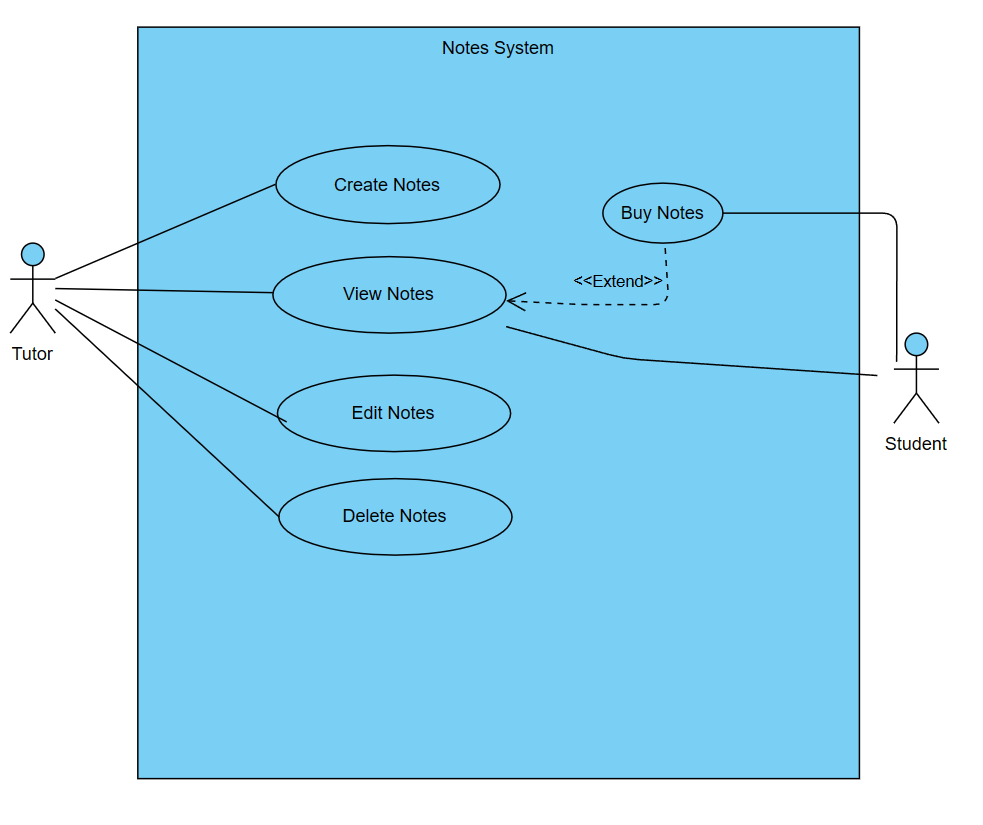 Notes System
Create Notes
Buy Notes
<<Extend>>
View Notes
Tutor
Edit Notes
Student
Delete Notes